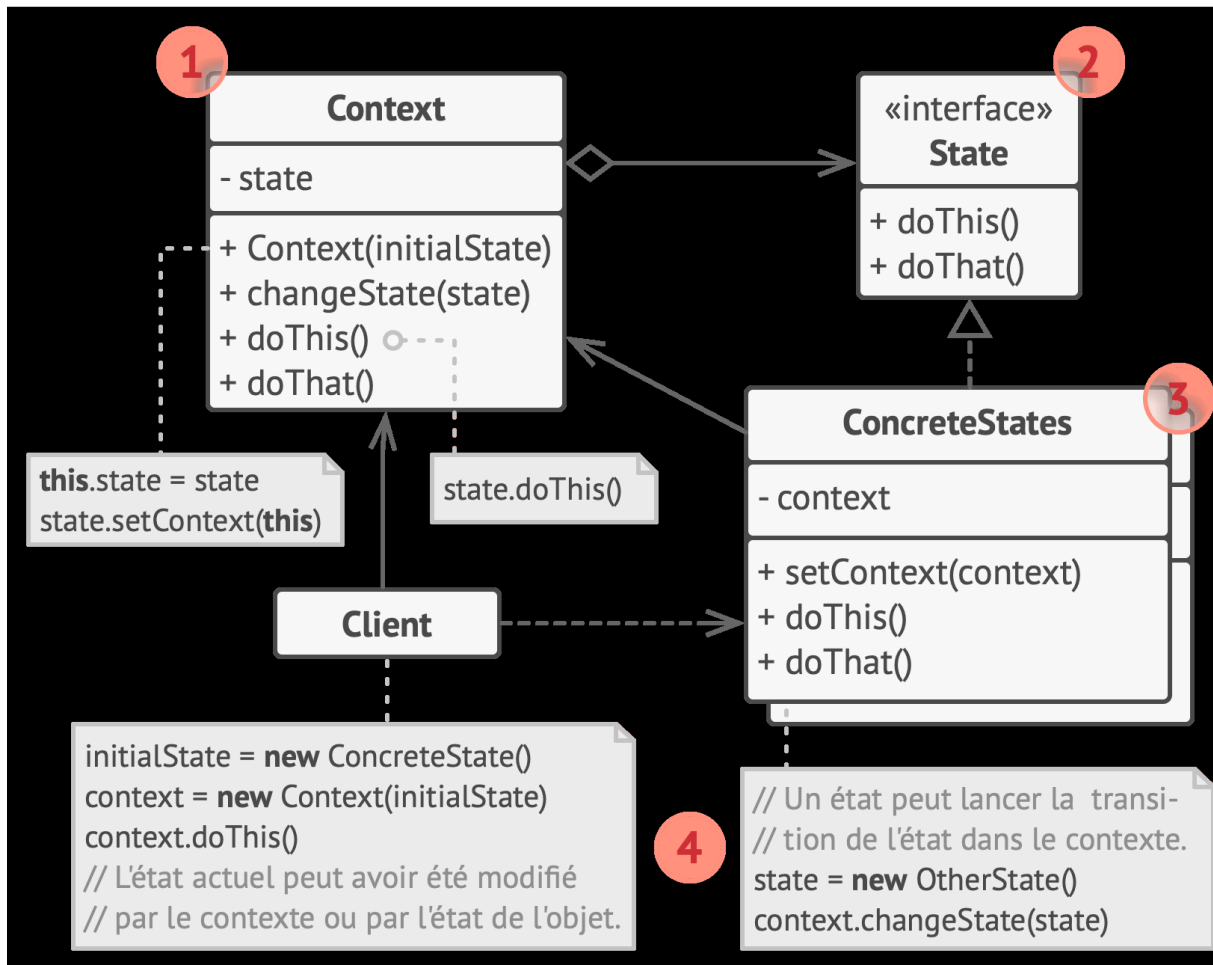 1
Context
- state
+ Context(initialState)
+ changeState(state)
+ doThis()
+ doThat()
this.state = state
state.setContext(this)
state.doThis()
2
«interface»
State
+ doThis()
+ doThat()
3
ConcreteStates
- context
+ setContext(context)
+ doThis()
+ doThat()
Client
initialState = new ConcreteState()
context = new Context(initialState)
context.doThis()
// L'état actuel peut avoir été modifié
// par le contexte ou par l'état de l'objet.
4
// Un état peut lancer la transi-
// tion de l'état dans le contexte.
state = new OtherState()
context.changeState(state)